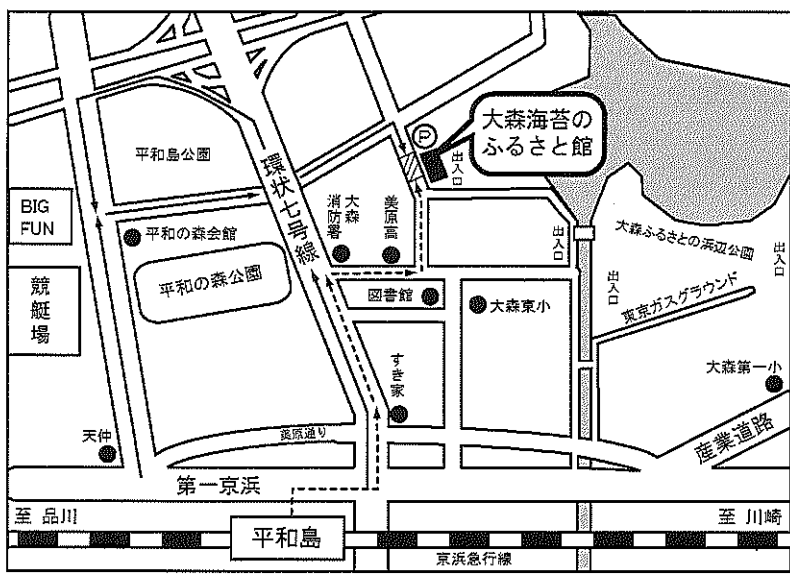 大森海苔の
ふるさと館
P
出入口
平和島公園
環状七号線
BIG
FUN
平和の森会館
大森
消防署
美原高
出入口
大森ふるさとの浜辺公園
出入口
出入口
平和の森公園
競艇場
図書館
大森東小
東京ガスグラウンド
すき家
大森第一小
天仲
美原通り
産業道路
第一京浜
至 品川
至 川崎
平和島
京浜急行線